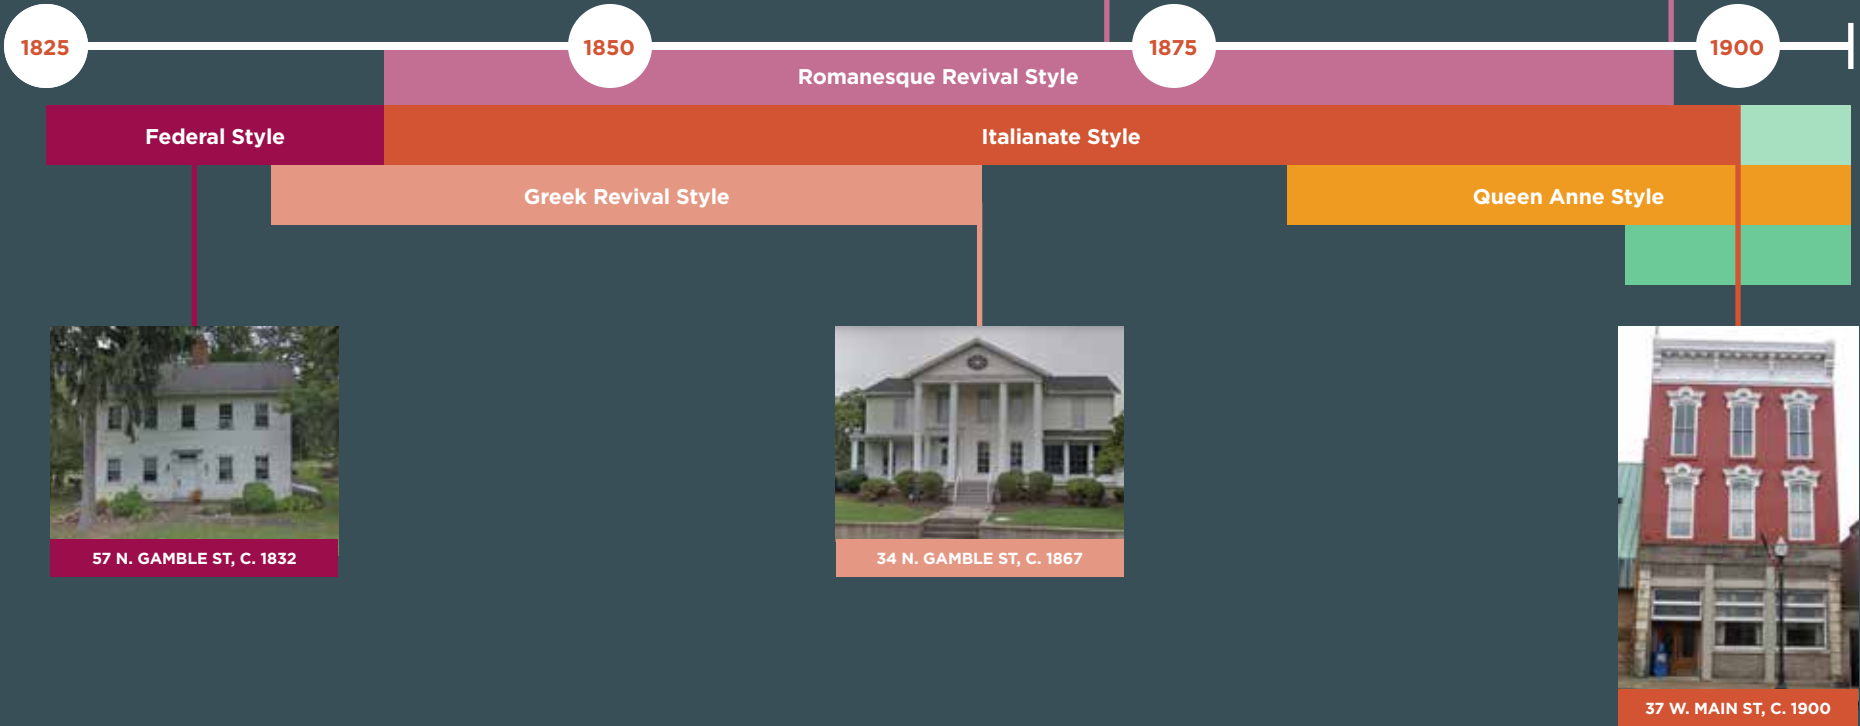 1825
1850
1875
1900
Romanesque Revival Style
Federal Style
Italianate Style
Greek Revival Style
Queen Anne Style
57 N. GAMBLE ST, C. 1832
34 N. GAMBLE ST, C. 1867
37 W. MAIN ST, C. 1900